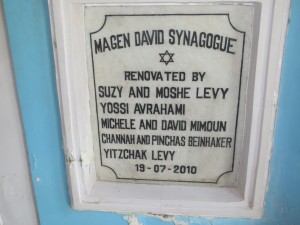 MAGEN DAVID SYNAGOGUE
RENOVATED BY
SUZY AND MOSHE LEVY
YOSSI AVRAHAMI
MICHELE AND DAVID MIMOUN
CHANNAH AND PINCHAS BEINHAKER
YITZCHAK LEVY
19-07-2010